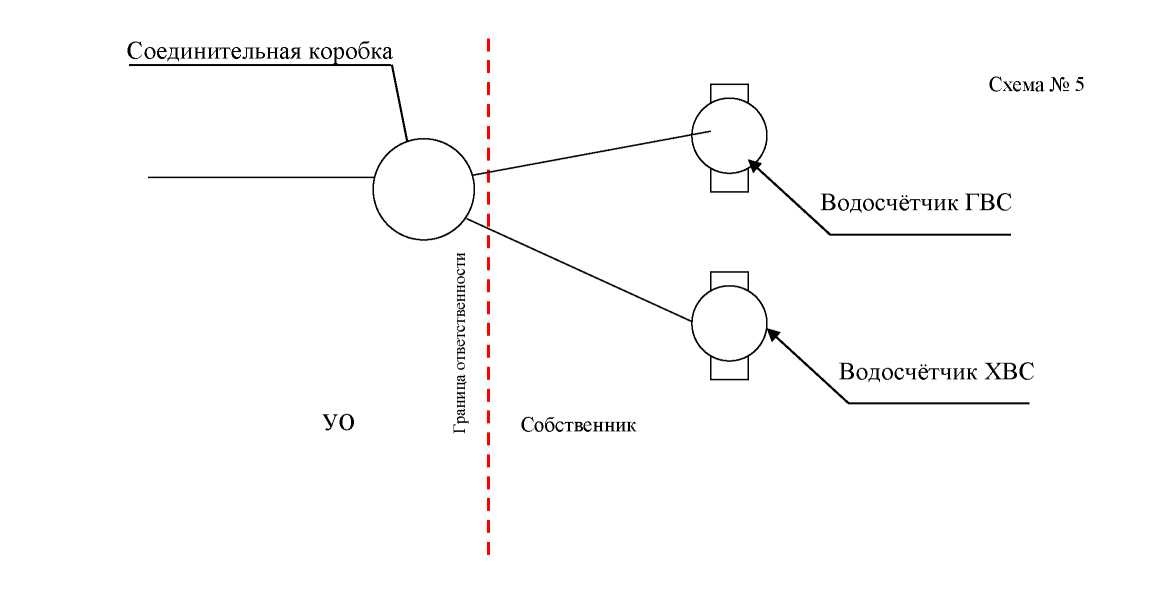 Соединительная коробка
Схема № 5
Водосчётчик ГВС
Граница ответственности
Водосчётчик ХВС
УО
Собственник